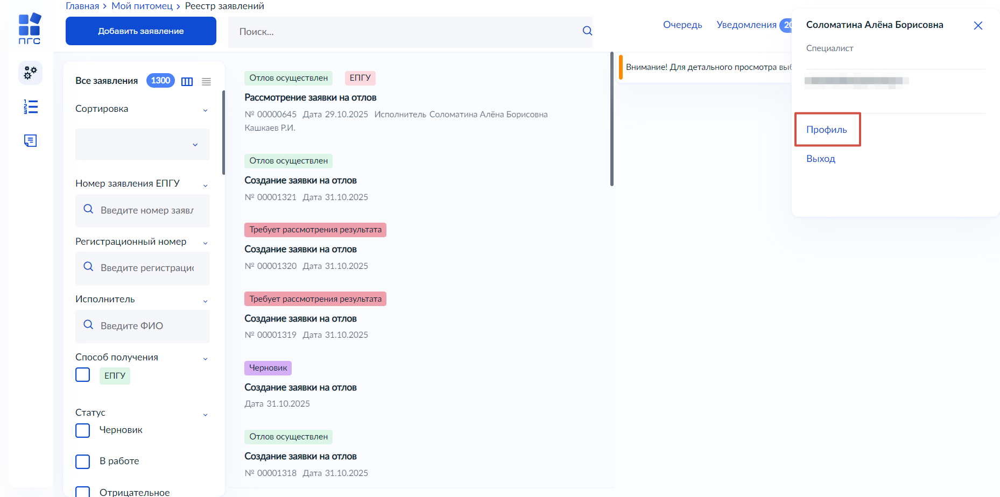 Главная > Мой питомец > Реестр заявлений
ПГС
Добавить заявление
Поиск...
Очередь
Уведомления
Все заявления 1300
Сортировка
Номер заявления ЕПГУ
Введите номер заявл
Регистрационный номер
Введите регистрацио
Исполнитель
Введите ФИО
Способ получения
ЕПГУ
Статус
Черновик
В работе
Отрицательное
Отлов осуществлен ЕПГУ
Рассмотрение заявки на отлов
№ 00000645 Дата 29.10.2025 Исполнитель Соломатина Алёна Борисовна
Кашкаев Р.И.
Отлов осуществлен
Создание заявки на отлов
№ 00001321 Дата 31.10.2025
Требует рассмотрения результата
Создание заявки на отлов
№ 00001320 Дата 31.10.2025
Требует рассмотрения результата
Создание заявки на отлов
№ 00001319 Дата 31.10.2025
Черновик
Создание заявки на отлов
Дата 31.10.2025
Отлов осуществлен
Создание заявки на отлов
№ 00001318 Дата 31.10.2025
Внимание! Для детального просмотра выб
Соломатина Алёна Борисовна
Специалист
Профиль
Выход